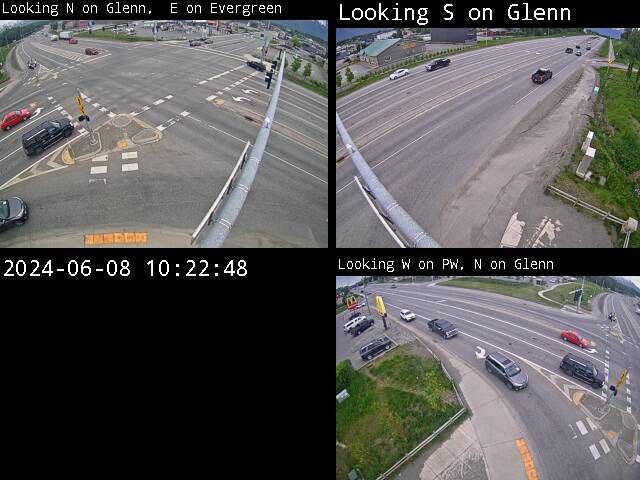 Looking N on Glenn,  E on Evergreen
Looking S on Glenn
2024-06-08 10:22:48
Looking W on PW, N on Glenn